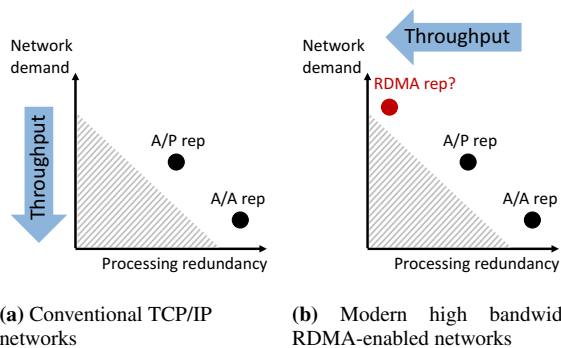 Network
demand
Throughput
A/P rep
A/A rep
Processing redundancy
(a) Conventional TCP/IP
networks
Throughput
Network
demand
RDMA rep?
A/P rep
A/A rep
Processing redundancy
(b) Modern high bandwid
RDMA-enabled networks